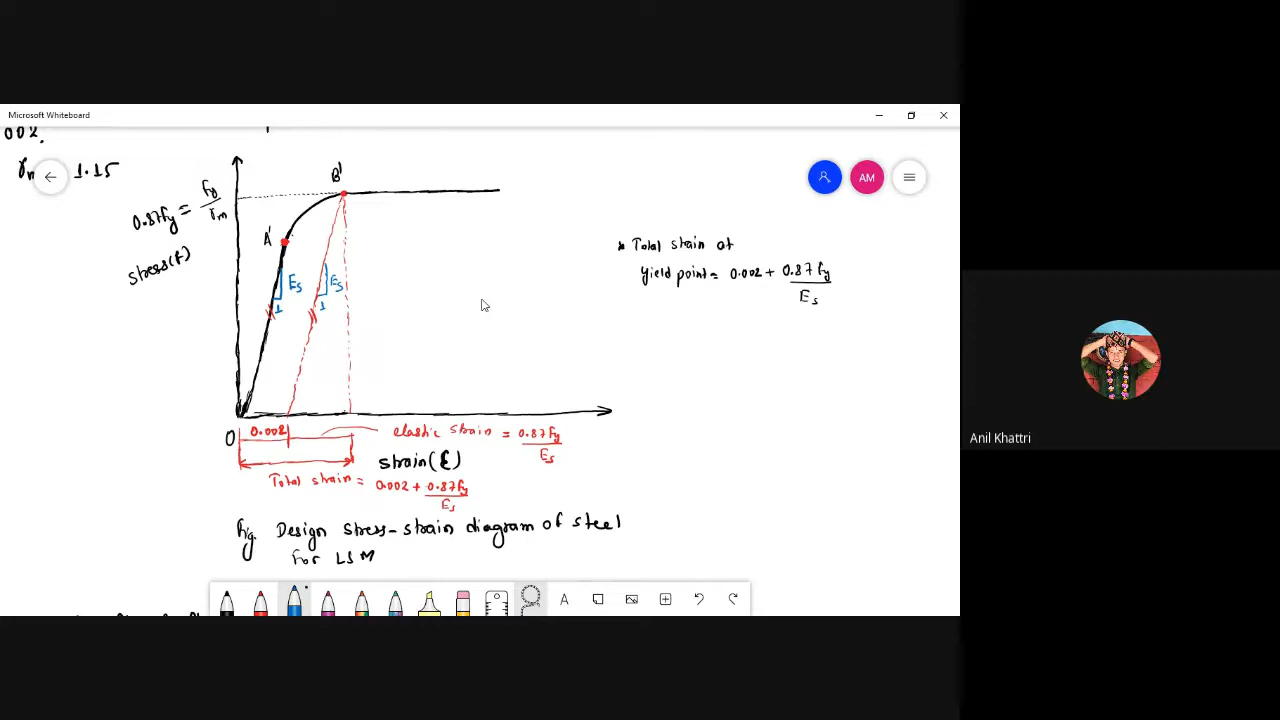 Microsoft Whiteboard
002.
1.15
AM
B'
0.87fy = fy
γm
A'
stress(f)
Es
1
Es
1
* Total strain at
yield point = 0.002 + 0.87 fy
Es
O
0.002
elastic strain = 0.87fy
Es
strain(ε)
Total strain = 0.002 + 0.87fy
Es
Fig. Design stress-strain diagram of steel
For LSM
A
Anil Khattri